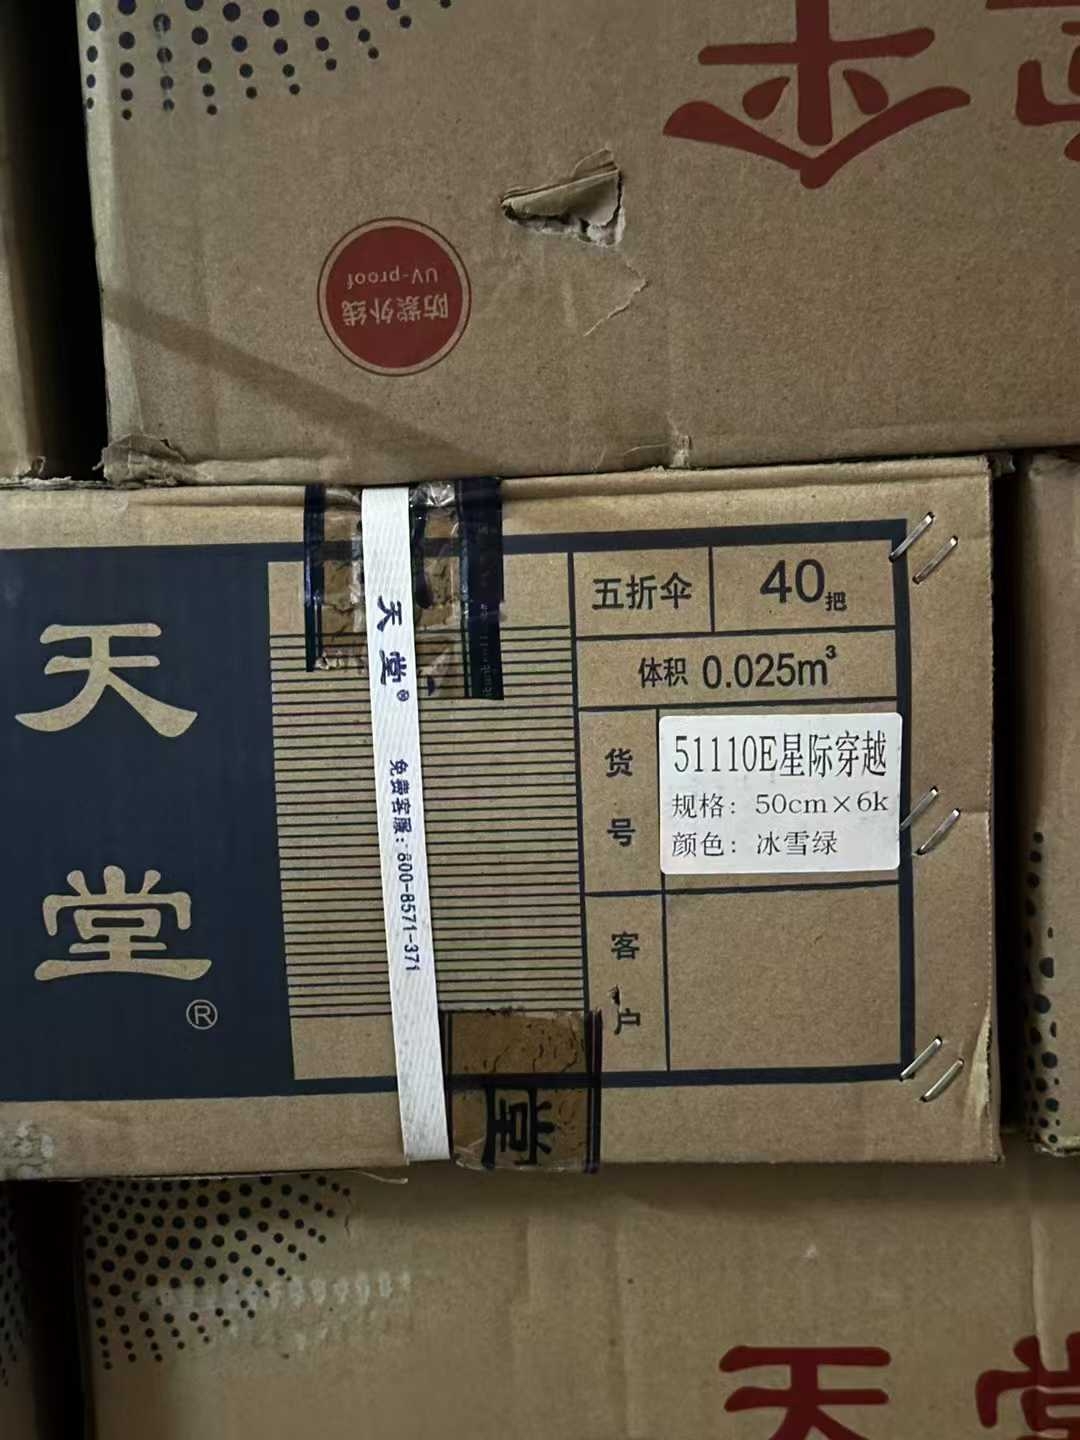 伞
防紫外线
UV-proof
天堂®
五折伞
40把
体积 0.025m³
货号
51110E星际穿越
规格：50cm×6k
颜色：冰雪绿
客户
天堂®
免费客服：800-8571-371
堂
天堂